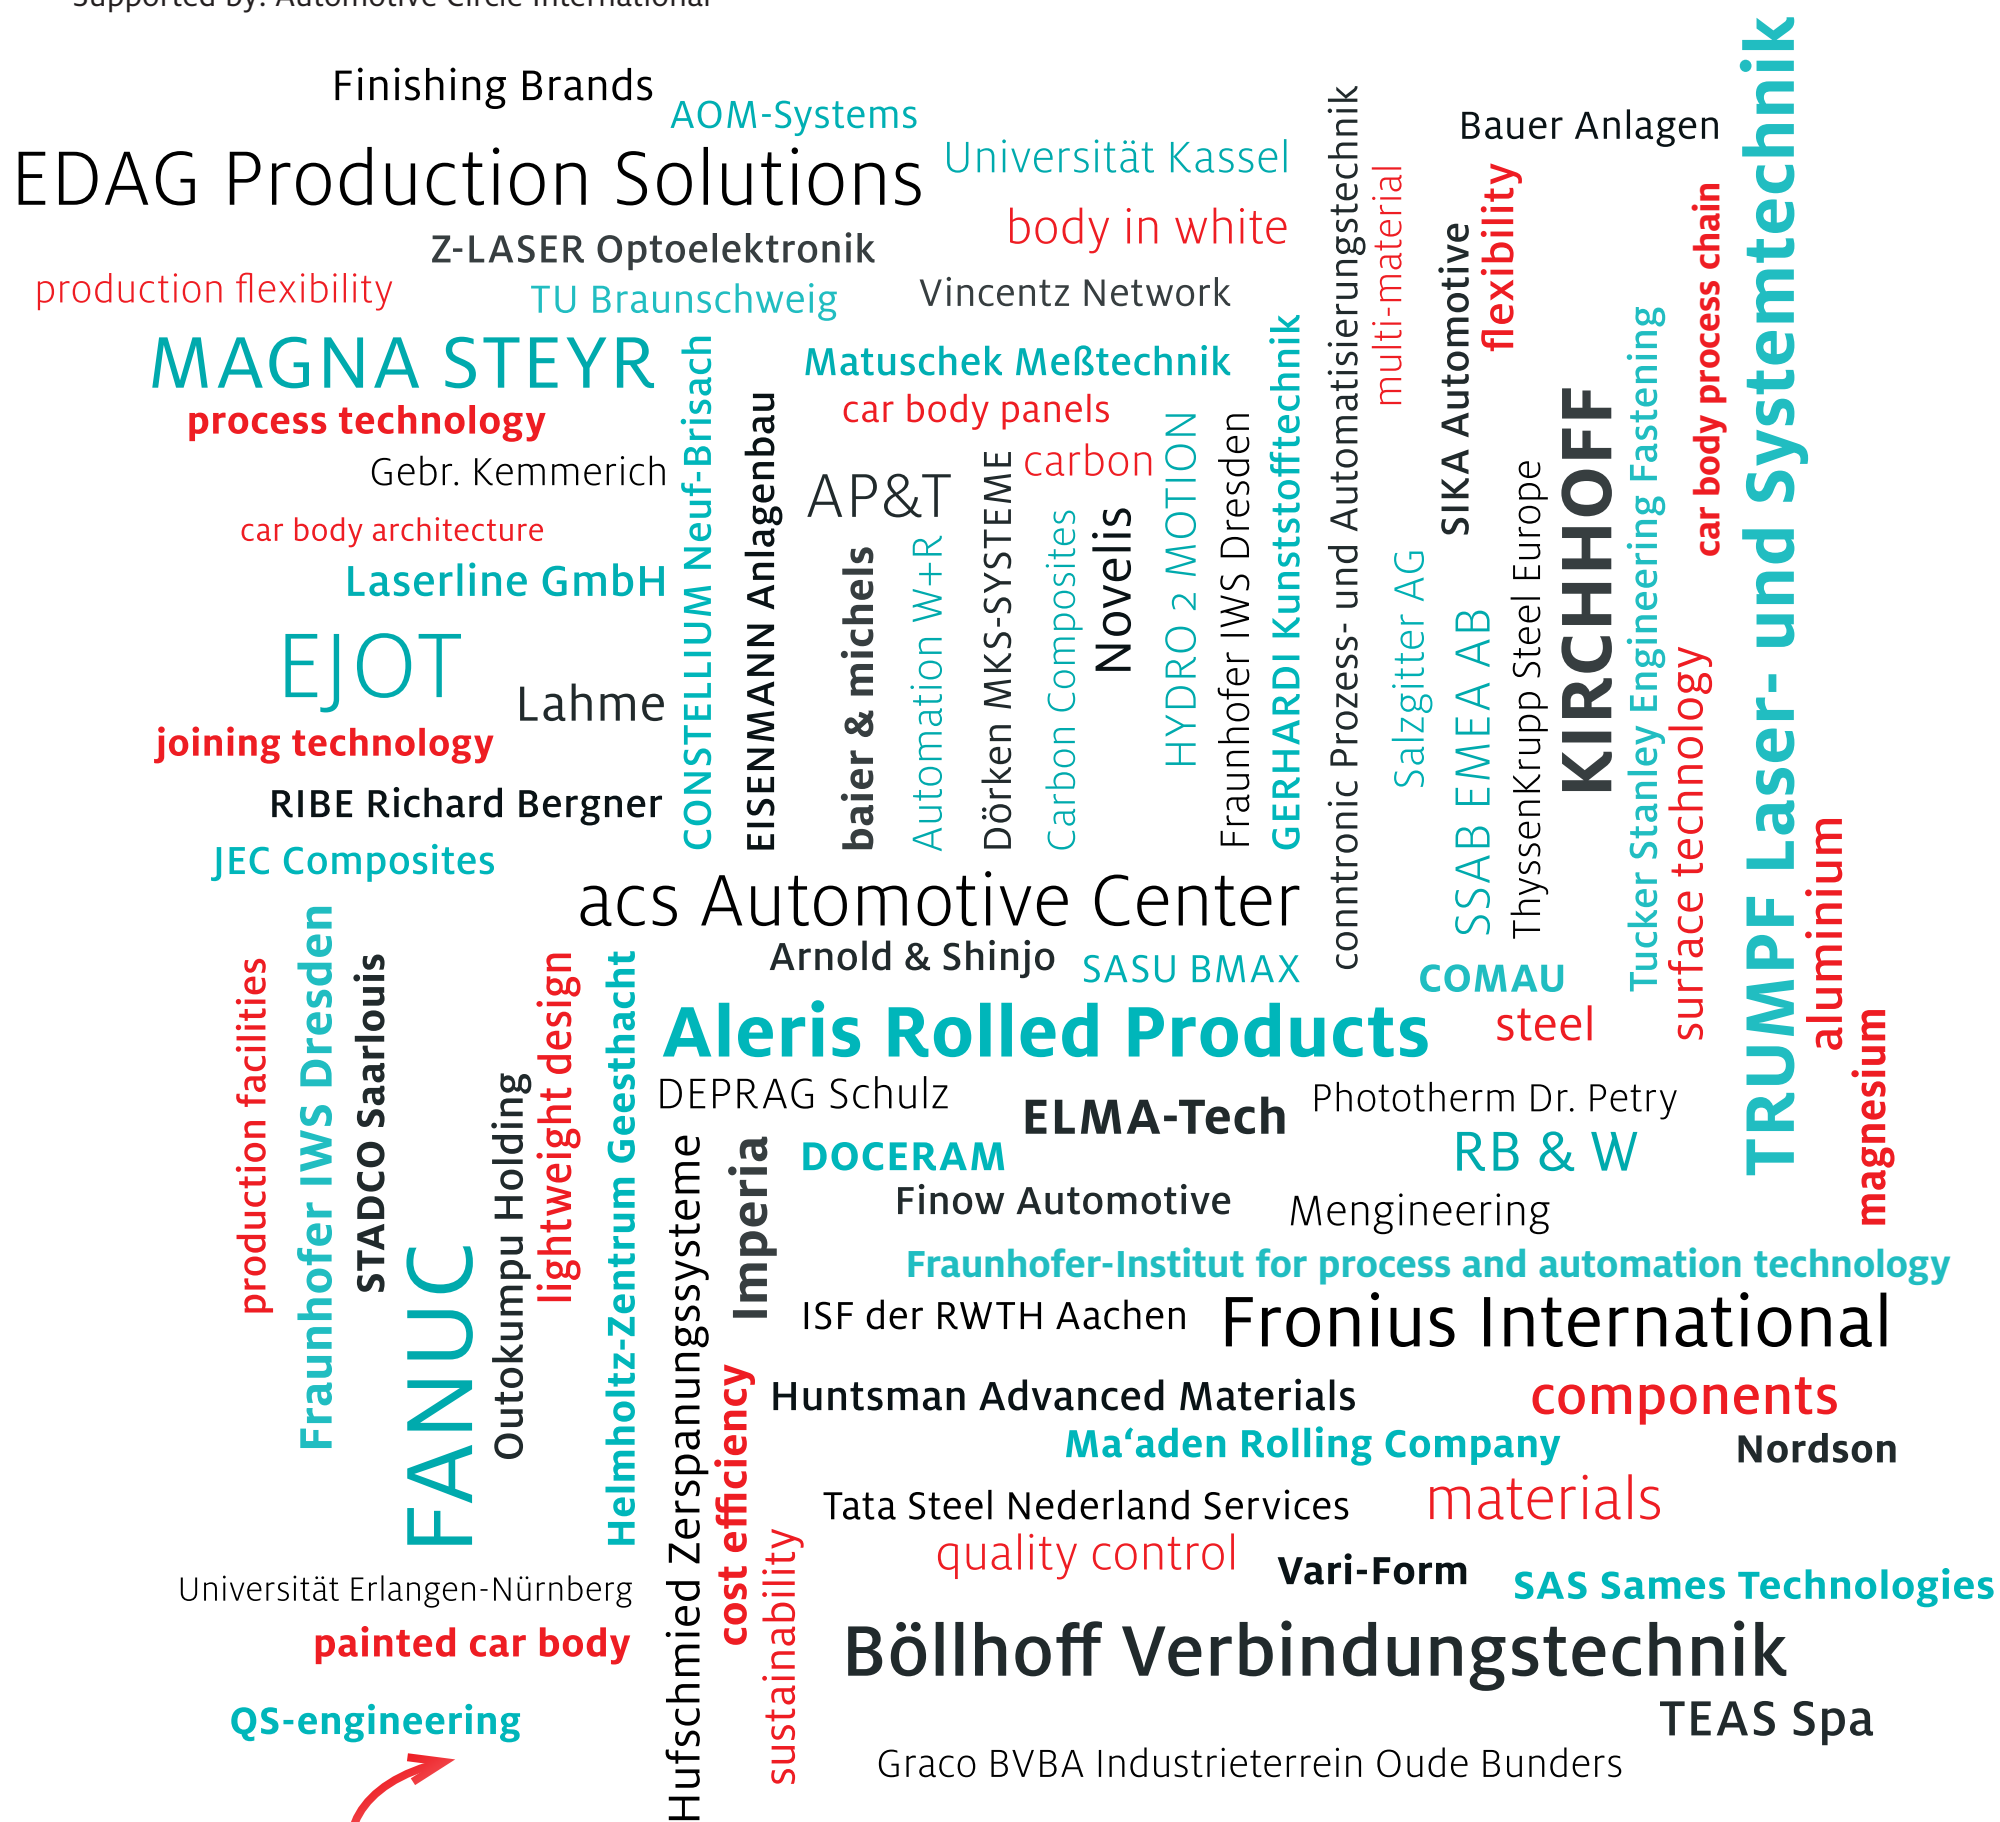 Supported by: Automotive Circle International
Finishing Brands
AOM-Systems
Bauer Anlagen
EDAG Production Solutions
Universität Kassel
body in white
Z-LASER Optoelektronik
production flexibility
TU Braunschweig
Vincentz Network
MAGNA STEYR
Matuschek Meßtechnik
process technology
car body panels
Gebr. Kemmerich
carbon
AP&T
car body architecture
Laserline GmbH
EJOT
Lahme
joining technology
RIBE Richard Bergner
JEC Composites
CONSTELLIUM Neuf-Brisach
EISENMANN Anlagenbau
baier & michels
Automation W+R
Dörken MKS-SYSTEME
Carbon Composites
Novelis
HYDRO 2 MOTION
Fraunhofer IWS Dresden
GERHARDI Kunststofftechnik
conntronic Prozess- und Automatisierungstechnik
multi-material
Salzgitter AG
SIKA Automotive
flexibility
SSAB EMEA AB
ThyssenKrupp Steel Europe
KIRCHHOFF
Tucker Stanley Engineering Fastening
surface technology
car body process chain
TRUMPF Laser- und Systemtechnik
aluminium
magnesium
acs Automotive Center
Arnold & Shinjo
SASU BMAX
COMAU
Aleris Rolled Products
steel
DEPRAG Schulz
ELMA-Tech
Phototherm Dr. Petry
DOCERAM
RB & W
Finow Automotive
Mengineering
production facilities
Fraunhofer IWS Dresden
STADCO Saarlouis
FANUC
Outokumpu Holding
lightweight design
Helmholtz-Zentrum Geesthacht
Hufschmied Zerspanungssysteme
Imperia
cost efficiency
sustainability
Fraunhofer-Institut for process and automation technology
ISF der RWTH Aachen
Fronius International
Huntsman Advanced Materials
components
Ma‘aden Rolling Company
Nordson
Tata Steel Nederland Services
materials
quality control
Vari-Form
SAS Sames Technologies
Universität Erlangen-Nürnberg
painted car body
Böllhoff Verbindungstechnik
QS-engineering
TEAS Spa
Graco BVBA Industrieterrein Oude Bunders